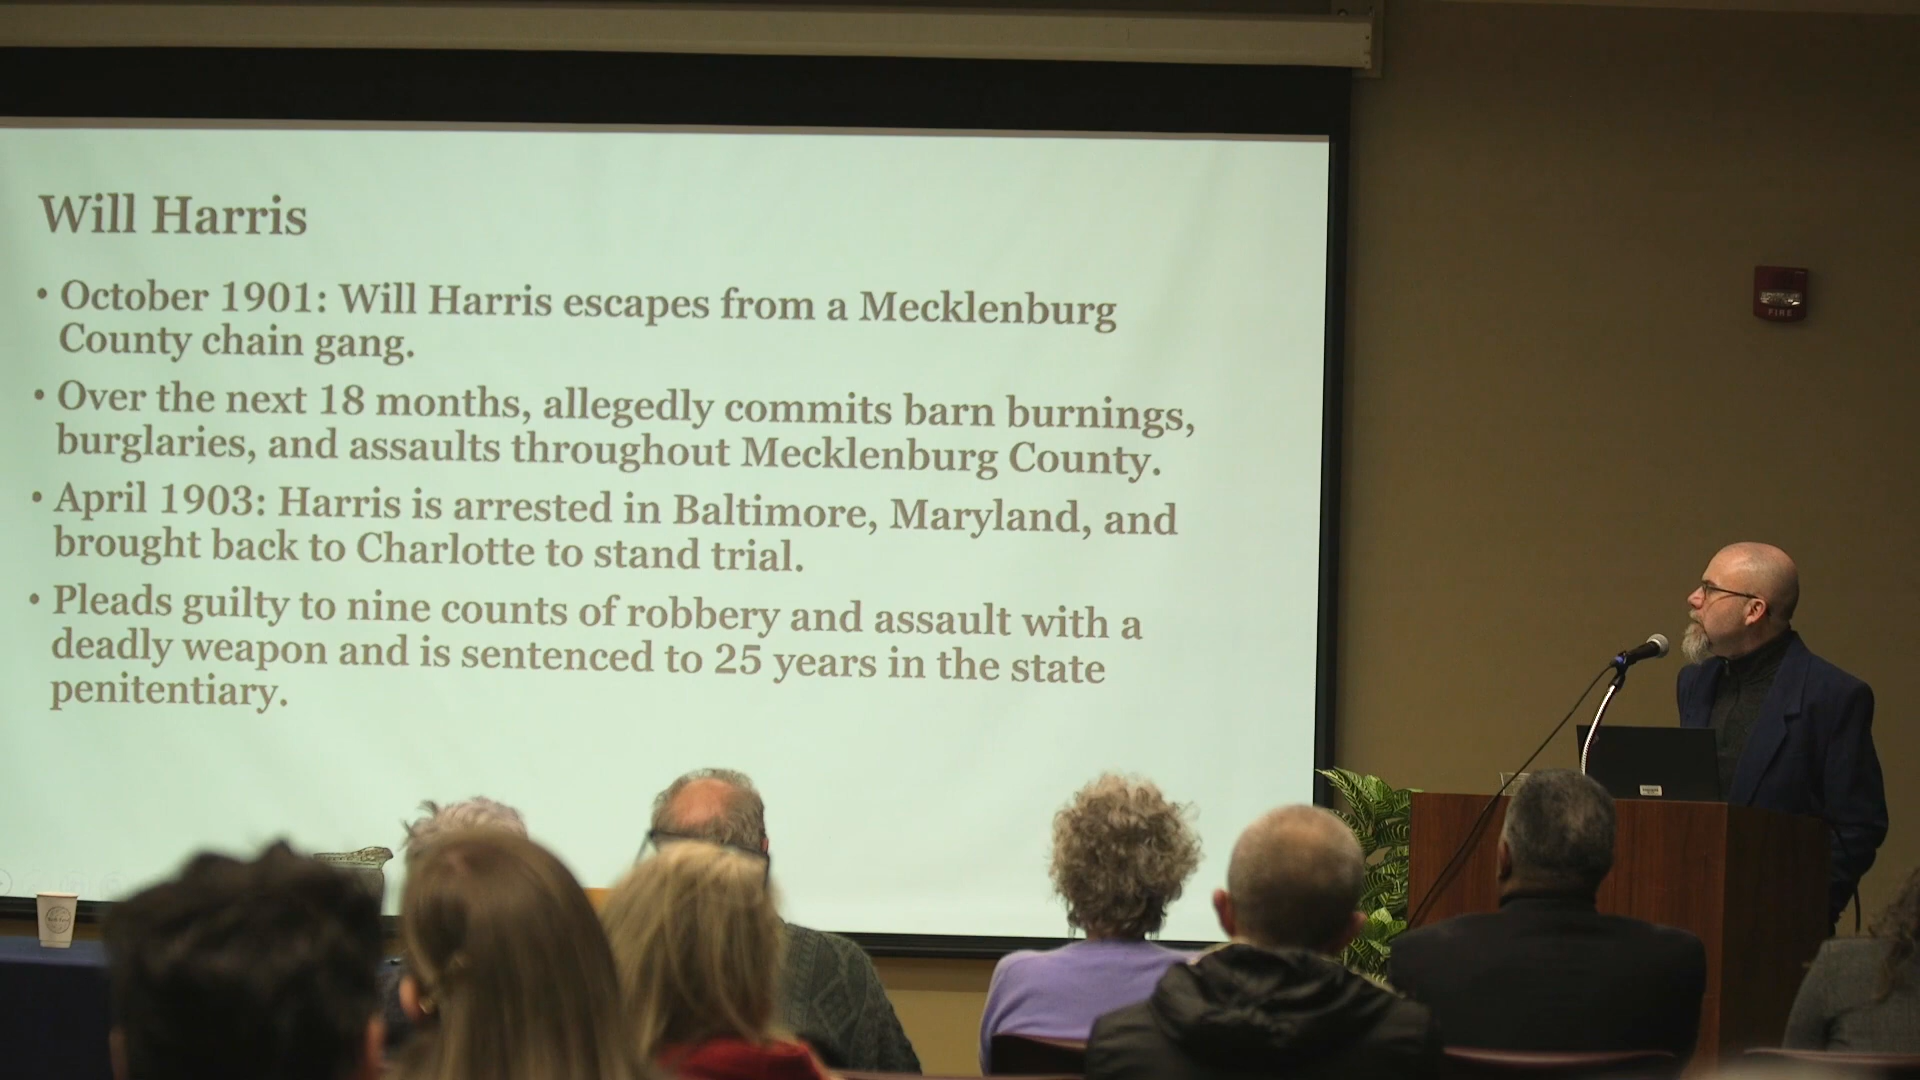 Will Harris
• October 1901: Will Harris escapes from a Mecklenburg
County chain gang.
• Over the next 18 months, allegedly commits barn burnings,
burglaries, and assaults throughout Mecklenburg County.
• April 1903: Harris is arrested in Baltimore, Maryland, and
brought back to Charlotte to stand trial.
• Pleads guilty to nine counts of robbery and assault with a
deadly weapon and is sentenced to 25 years in the state
penitentiary.
FIRE